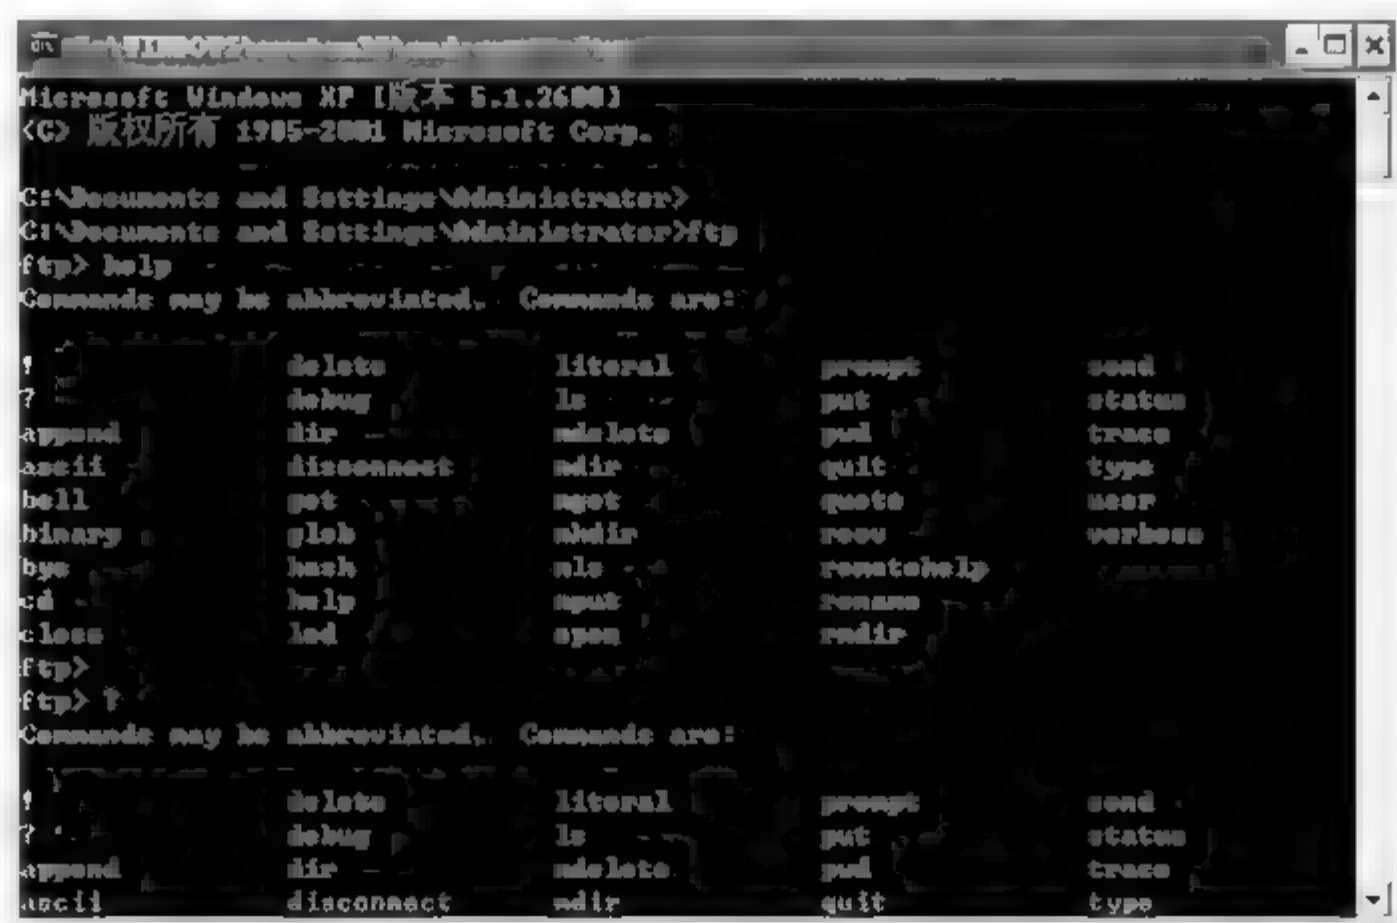 Microsoft Windows XP [版本 5.1.2600]
(C) 版权所有 1985-2001 Microsoft Corp.
C:\Documents and Settings\Administrator>
C:\Documents and Settings\Administrator>ftp
ftp> help
Commands may be abbreviated.  Commands are:
! delete literal prompt send
? debug ls put status
append dir mdelete pwd trace
ascii disconnect mdir quit type
bell get mget quote user
binary glob mkdir recv verbose
bye hash mls remotehelp
cd help mput rename
close lcd open rmdir
ftp>
ftp> ?
Commands may be abbreviated.  Commands are:
! delete literal prompt send
? debug ls put status
append dir mdelete pwd trace
ascii disconnect mdir quit type